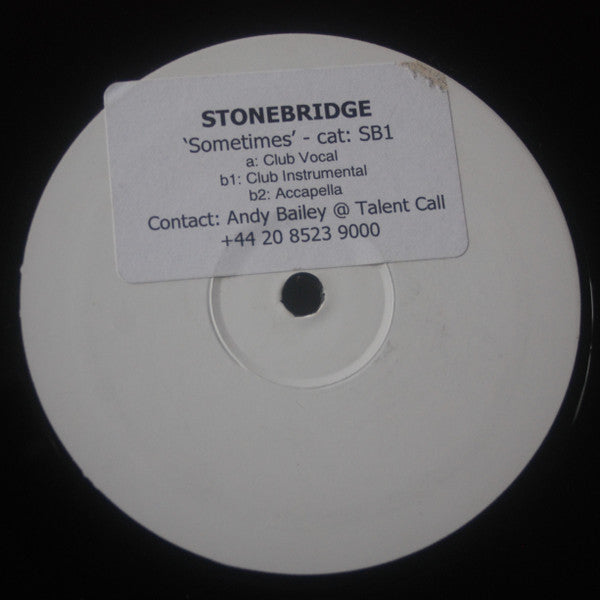 STONEBRIDGE
‘Sometimes’ - cat: SB1
a: Club Vocal
b1: Club Instrumental
b2: Accapella
Contact: Andy Bailey @ Talent Call
+44 20 8523 9000